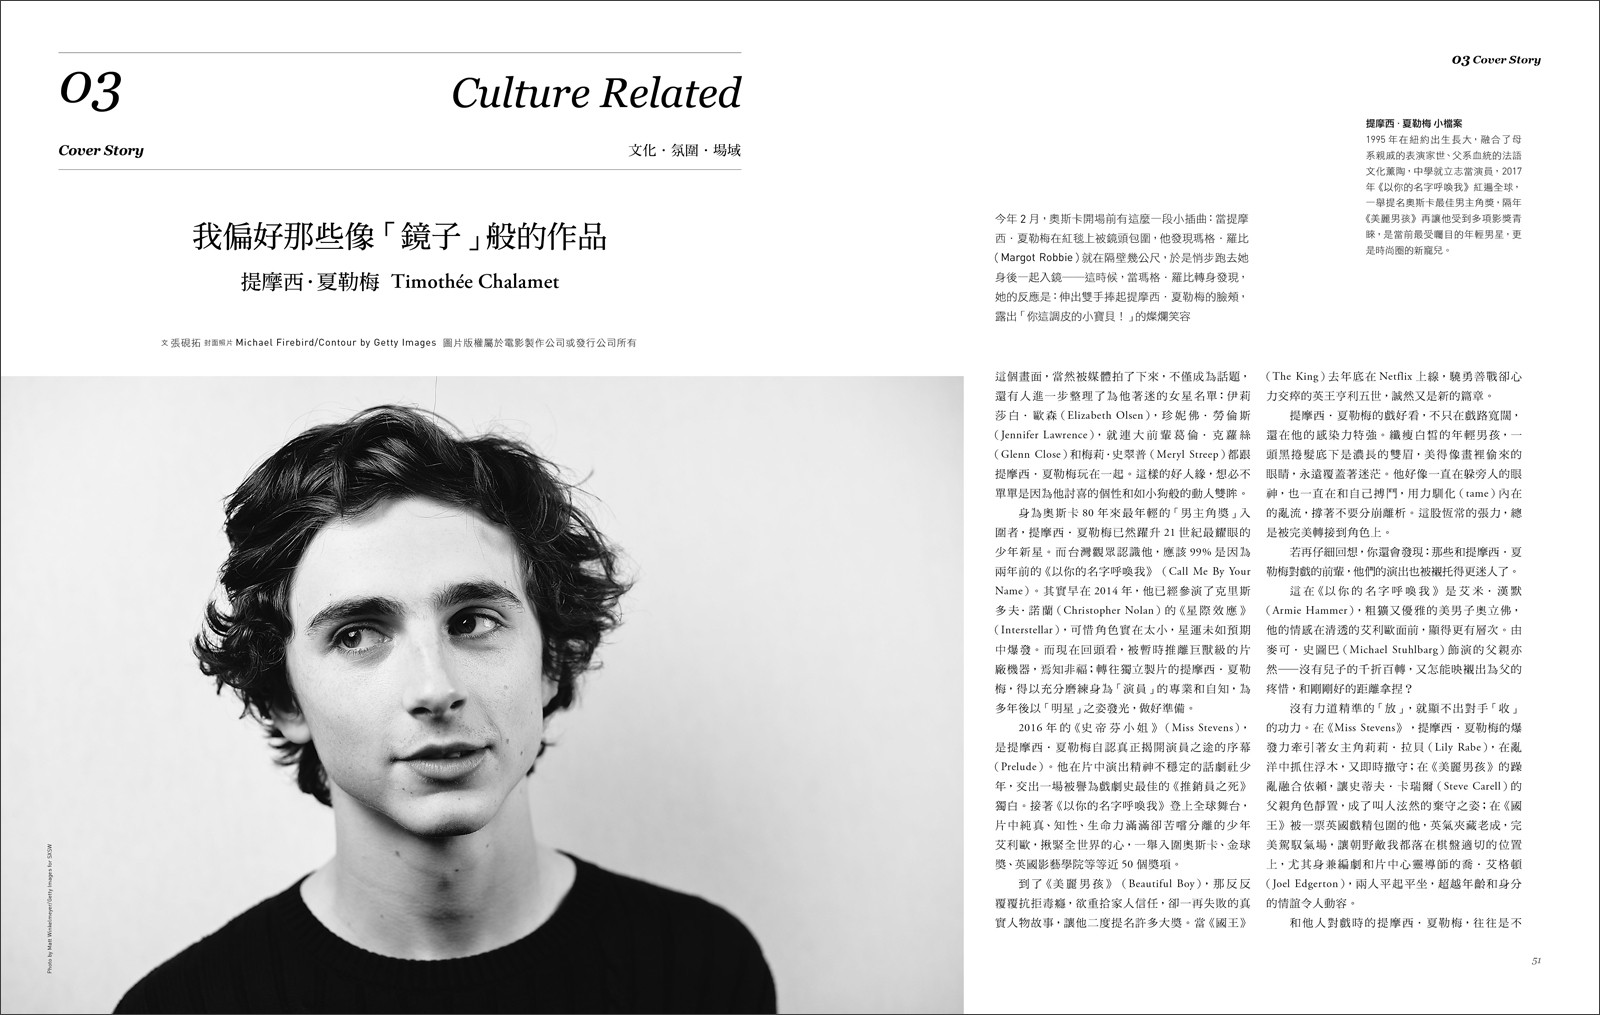 03
Culture Related
Cover Story
文化·氛圍·場域
我偏好那些像「鏡子」般的作品
提摩西·夏勒梅 Timothée Chalamet
文 張硯拓 封面照片 Michael Firebird/Contour by Getty Images 圖片版權屬於電影製作公司或發行公司所有
Photo by Matt Winkelmeyer/Getty Images for SXSW
03 Cover Story
提摩西·夏勒梅 小檔案
1995 年在紐約出生長大，融合了母
系親戚的表演家世、父系血統的法語
文化薰陶，中學就立志當演員，2017
年《以你的名字呼喚我》紅遍全球，
一舉提名奧斯卡最佳男主角獎，隔年
《美麗男孩》再讓他受到多項影獎青
睞，是當前最受矚目的年輕男星，更
是時尚圈的新寵兒。
今年 2 月，奧斯卡開場前有這麼一段小插曲：當提摩
西·夏勒梅在紅毯上被鏡頭包圍，他發現瑪格·羅比
（Margot Robbie）就在隔壁幾公尺，於是悄步跑去她
身後一起入鏡——這時候，當瑪格·羅比轉身發現，
她的反應是：伸出雙手捧起提摩西·夏勒梅的臉頰，
露出「你這調皮的小寶貝！」的燦爛笑容
這個畫面，當然被媒體拍了下來，不僅成為話題，
還有人進一步整理了為他著迷的女星名單：伊莉
莎白·歐森（Elizabeth Olsen），珍妮佛·勞倫斯
（Jennifer Lawrence），就連大前輩葛倫·克蘿絲
（Glenn Close）和梅莉·史翠普（Meryl Streep）都跟
提摩西·夏勒梅玩在一起。這樣的好人緣，想必不
單單是因為他討喜的個性和如小狗般的動人雙眸。
身為奧斯卡 80 年來最年輕的「男主角獎」入
圍者，提摩西·夏勒梅已然躍升 21 世紀最耀眼的
少年新星。而台灣觀眾認識他，應該 99% 是因為
兩年前的《以你的名字呼喚我》（Call Me By Your
Name）。其實早在 2014 年，他已經參演了克里斯
多夫·諾蘭（Christopher Nolan）的《星際效應》
（Interstellar），可惜角色實在太小，星運未如預期
中爆發。而現在回頭看，被暫時推離巨獸級的片
廠機器，焉知非福；轉往獨立製片的提摩西·夏勒
梅，得以充分磨練身為「演員」的專業和自知，為
多年後以「明星」之姿發光，做好準備。
2016 年的《史帝芬小姐》（Miss Stevens），
是提摩西·夏勒梅自認真正揭開演員之途的序幕
（Prelude）。他在片中演出精神不穩定的話劇社少
年，交出一場被譽為戲劇史最佳的《推銷員之死》
獨白。接著《以你的名字呼喚我》登上全球舞台，
片中純真、知性、生命力滿滿卻苦嚐分離的少年
艾利歐，揪緊全世界的心，一舉入圍奧斯卡、金球
獎、英國影藝學院等等近 50 個獎項。
到了《美麗男孩》（Beautiful Boy），那反反
覆覆抗拒毒癮，欲重拾家人信任，卻一再失敗的真
實人物故事，讓他二度提名許多大獎。當《國王》
（The King）去年底在 Netflix 上線，驍勇善戰卻心
力交瘁的英王亨利五世，誠然又是新的篇章。
提摩西·夏勒梅的戲好看，不只在戲路寬闊，
還在他的感染力特強。纖瘦白皙的年輕男孩，一
頭黑捲髮底下是濃長的雙眉，美得像畫裡偷來的
眼睛，永遠覆蓋著迷茫。他好像一直在躲旁人的眼
神，也一直在和自己搏鬥，用力馴化（tame）內在
的亂流，撐著不要分崩離析。這股恆常的張力，總
是被完美轉接到角色上。
若再仔細回想，你還會發現：那些和提摩西·夏
勒梅對戲的前輩，他們的演出也被襯托得更迷人了。
這在《以你的名字呼喚我》是艾米·漢默
（Armie Hammer），粗獷又優雅的美男子奧立佛，
他的情感在清透的艾利歐面前，顯得更有層次。由
麥可·史圖巴（Michael Stuhlbarg）飾演的父親亦
然——沒有兒子的千折百轉，又怎能映襯出為父的
疼惜，和剛剛好的距離拿捏？
沒有力道精準的「放」，就顯不出對手「收」
的功力。在《Miss Stevens》，提摩西·夏勒梅的爆
發力牽引著女主角莉莉·拉貝（Lily Rabe），在亂
洋中抓住浮木，又即時撤守；在《美麗男孩》的躁
亂融合依賴，讓史蒂夫·卡瑞爾（Steve Carell）的
父親角色靜置，成了叫人泫然的棄守之姿；在《國
王》被一票英國戲精包圍的他，英氣夾藏老成，完
美駕馭氣場，讓朝野敵我都落在棋盤適切的位置
上，尤其身兼編劇和片中心靈導師的喬·艾格頓
（Joel Edgerton），兩人平起平坐，超越年齡和身分
的情誼令人動容。
和他人對戲時的提摩西·夏勒梅，往往是不
51